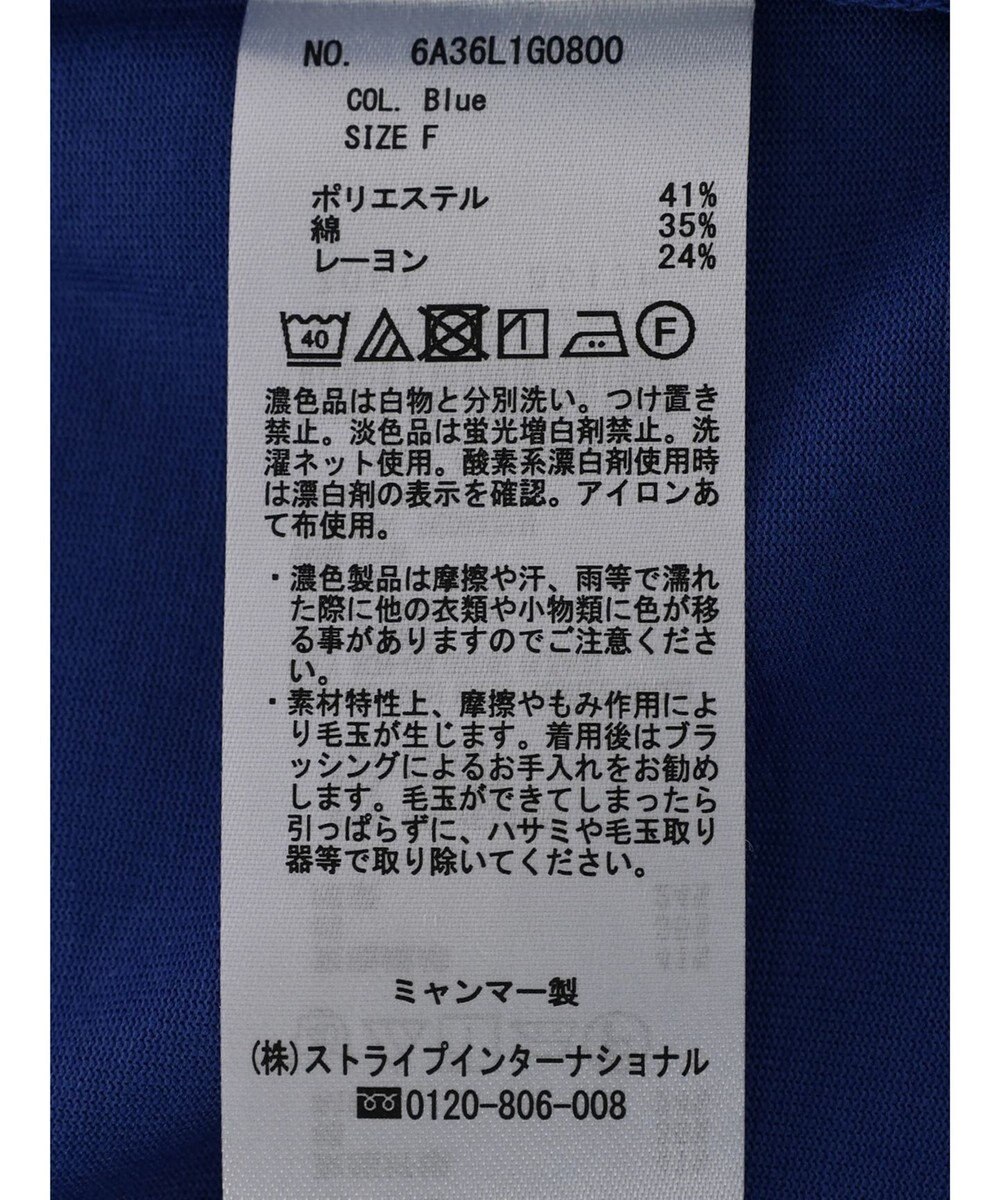 NO. 6A36L1G0800
COL. Blue
SIZE F
ポリエステル 41%
綿 35%
レーヨン 24%
40 F
濃色品は白物と分別洗い。つけ置き
禁止。淡色品は蛍光増白剤禁止。洗
濯ネット使用。酸素系漂白剤使用時
は漂白剤の表示を確認。アイロンあ
て布使用。
・濃色製品は摩擦や汗、雨等で濡れ
た際に他の衣類や小物類に色が移
る事がありますのでご注意くださ
い。
・素材特性上、摩擦やもみ作用によ
り毛玉が生じます。着用後はブラ
ッシングによるお手入れをお勧め
します。毛玉ができてしまったら
引っぱらずに、ハサミや毛玉取り
器等で取り除いてください。
ミャンマー製
(株)ストライプインターナショナル
0120-806-008